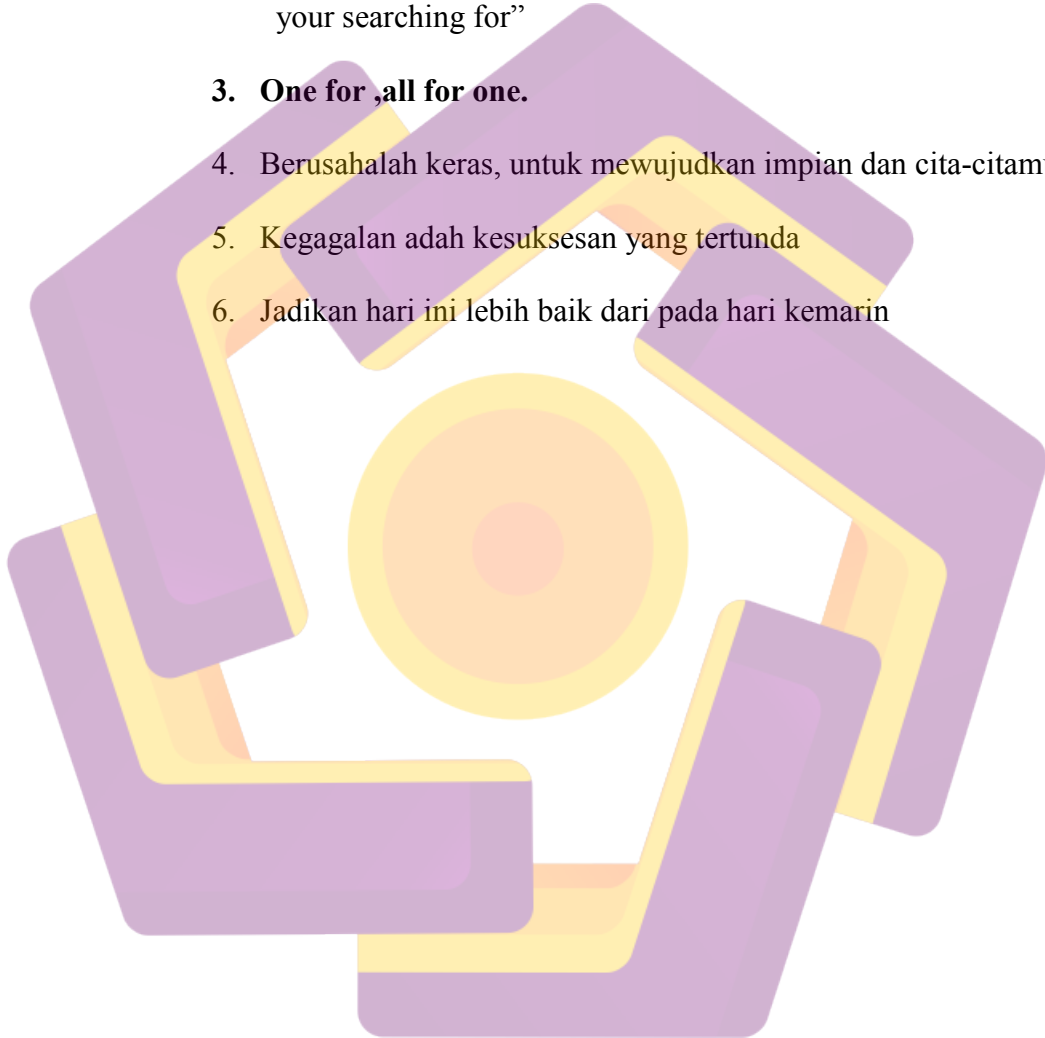 your searching for”
3. One for ,all for one.
4. Berusahalah keras, untuk mewujudkan impian dan cita-citam
5. Kegagalan adah kesuksesan yang tertunda
6. Jadikan hari ini lebih baik dari pada hari kemarin